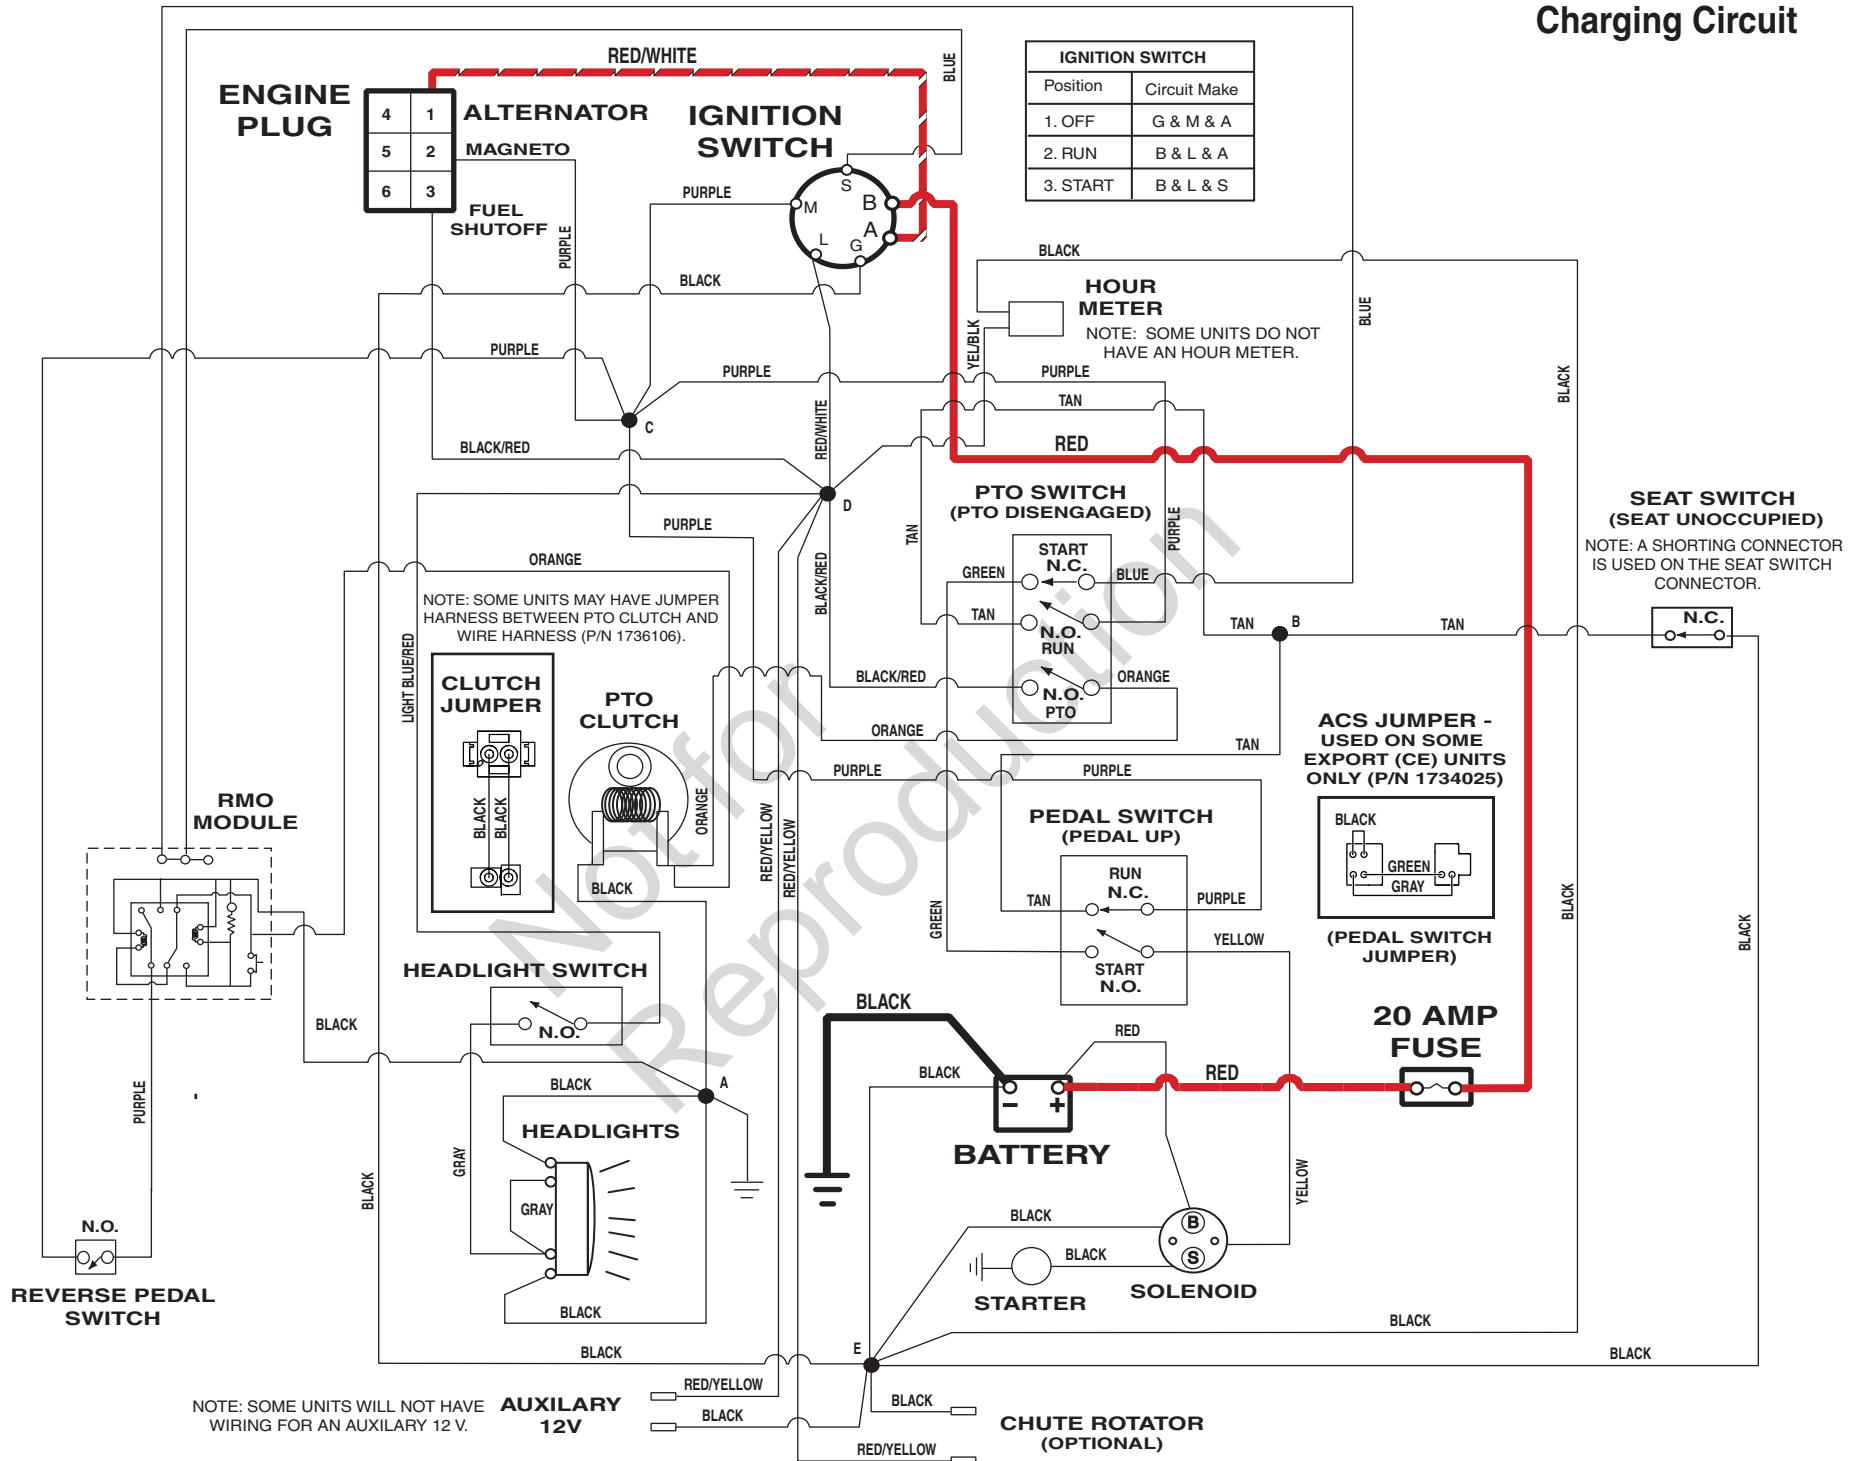 Charging Circuit
RED/WHITE
BLUE
IGNITION SWITCH
Position Circuit Make
1. OFF G & M & A
2. RUN B & L & A
3. START B & L & S
ENGINE
PLUG
4 1
5 2
6 3
ALTERNATOR
MAGNETO
FUEL
SHUTOFF
IGNITION
SWITCH
S
M
B
A
L
G
PURPLE
PURPLE
BLACK
BLACK
HOUR
METER
NOTE: SOME UNITS DO NOT
HAVE AN HOUR METER.
YEL/BLK
BLUE
PURPLE
PURPLE
PURPLE
BLACK
TAN
C
RED/WHITE
BLACK/RED
RED
D
PURPLE
PTO SWITCH
(PTO DISENGAGED)
TAN
PURPLE
SEAT SWITCH
(SEAT UNOCCUPIED)
NOTE: A SHORTING CONNECTOR
IS USED ON THE SEAT SWITCH
CONNECTOR.
N.C.
ORANGE
BLACK/RED
START
N.C.
GREEN
BLUE
TAN
N.O.
RUN
TAN
B
TAN
NOTE: SOME UNITS MAY HAVE JUMPER
HARNESS BETWEEN PTO CLUTCH AND
WIRE HARNESS (P/N 1736106).
LIGHT BLUE/RED
CLUTCH
JUMPER
BLACK
BLACK
PTO
CLUTCH
BLACK/RED
N.O.
PTO
ORANGE
ORANGE
TAN
ACS JUMPER -
USED ON SOME
EXPORT (CE) UNITS
ONLY (P/N 1734025)
BLACK
GREEN
GRAY
(PEDAL SWITCH
JUMPER)
PURPLE
PURPLE
RMO
MODULE
ORANGE
RED/YELLOW
RED/YELLOW
BLACK
PEDAL SWITCH
(PEDAL UP)
RUN
N.C.
TAN
PURPLE
GREEN
YELLOW
START
N.O.
BLACK
BLACK
Not for
Reproduction
HEADLIGHT SWITCH
N.O.
BLACK
BLACK
RED
20 AMP
FUSE
BLACK
RED
BLACK
A
PURPLE
HEADLIGHTS
BATTERY
−
+
GRAY
GRAY
BLACK
YELLOW
BLACK
B
S
BLACK
STARTER
SOLENOID
N.O.
REVERSE PEDAL
SWITCH
BLACK
BLACK
BLACK
E
BLACK
NOTE: SOME UNITS WILL NOT HAVE
WIRING FOR AN AUXILARY 12 V.
AUXILARY
12V
RED/YELLOW
BLACK
BLACK
RED/YELLOW
CHUTE ROTATOR
(OPTIONAL)